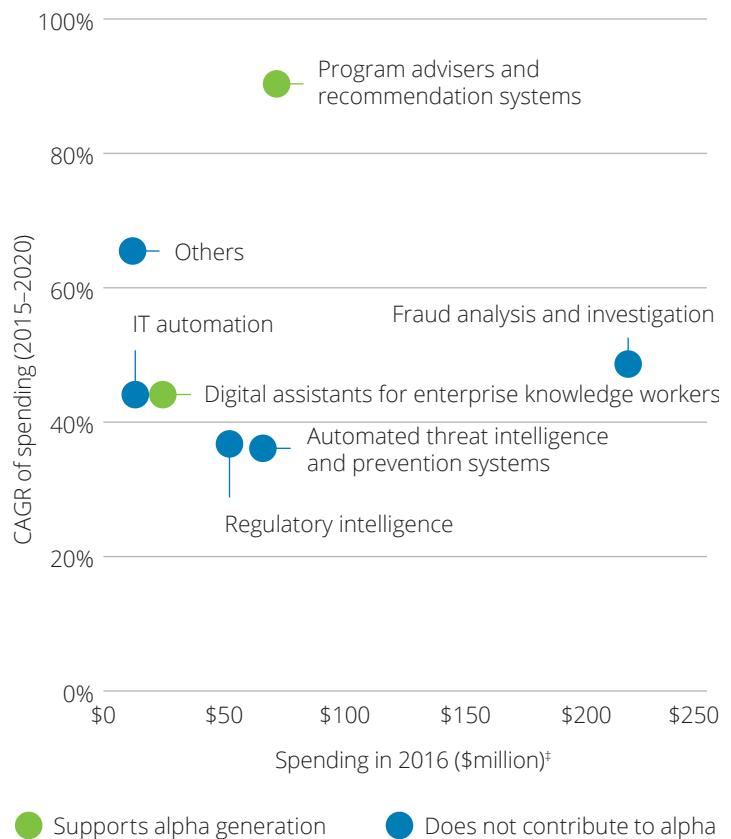 100%
Program advisers and
recommendation systems
80%
Others
60%
Fraud analysis and investigation
IT automation
Digital assistants for enterprise knowledge workers
40%
Automated threat intelligence
and prevention systems
Regulatory intelligence
20%
0%
CAGR of spending (2015–2020)
$0 $50 $100 $150 $200 $250
Spending in 2016 ($million)‡
Supports alpha generation
Does not contribute to alpha